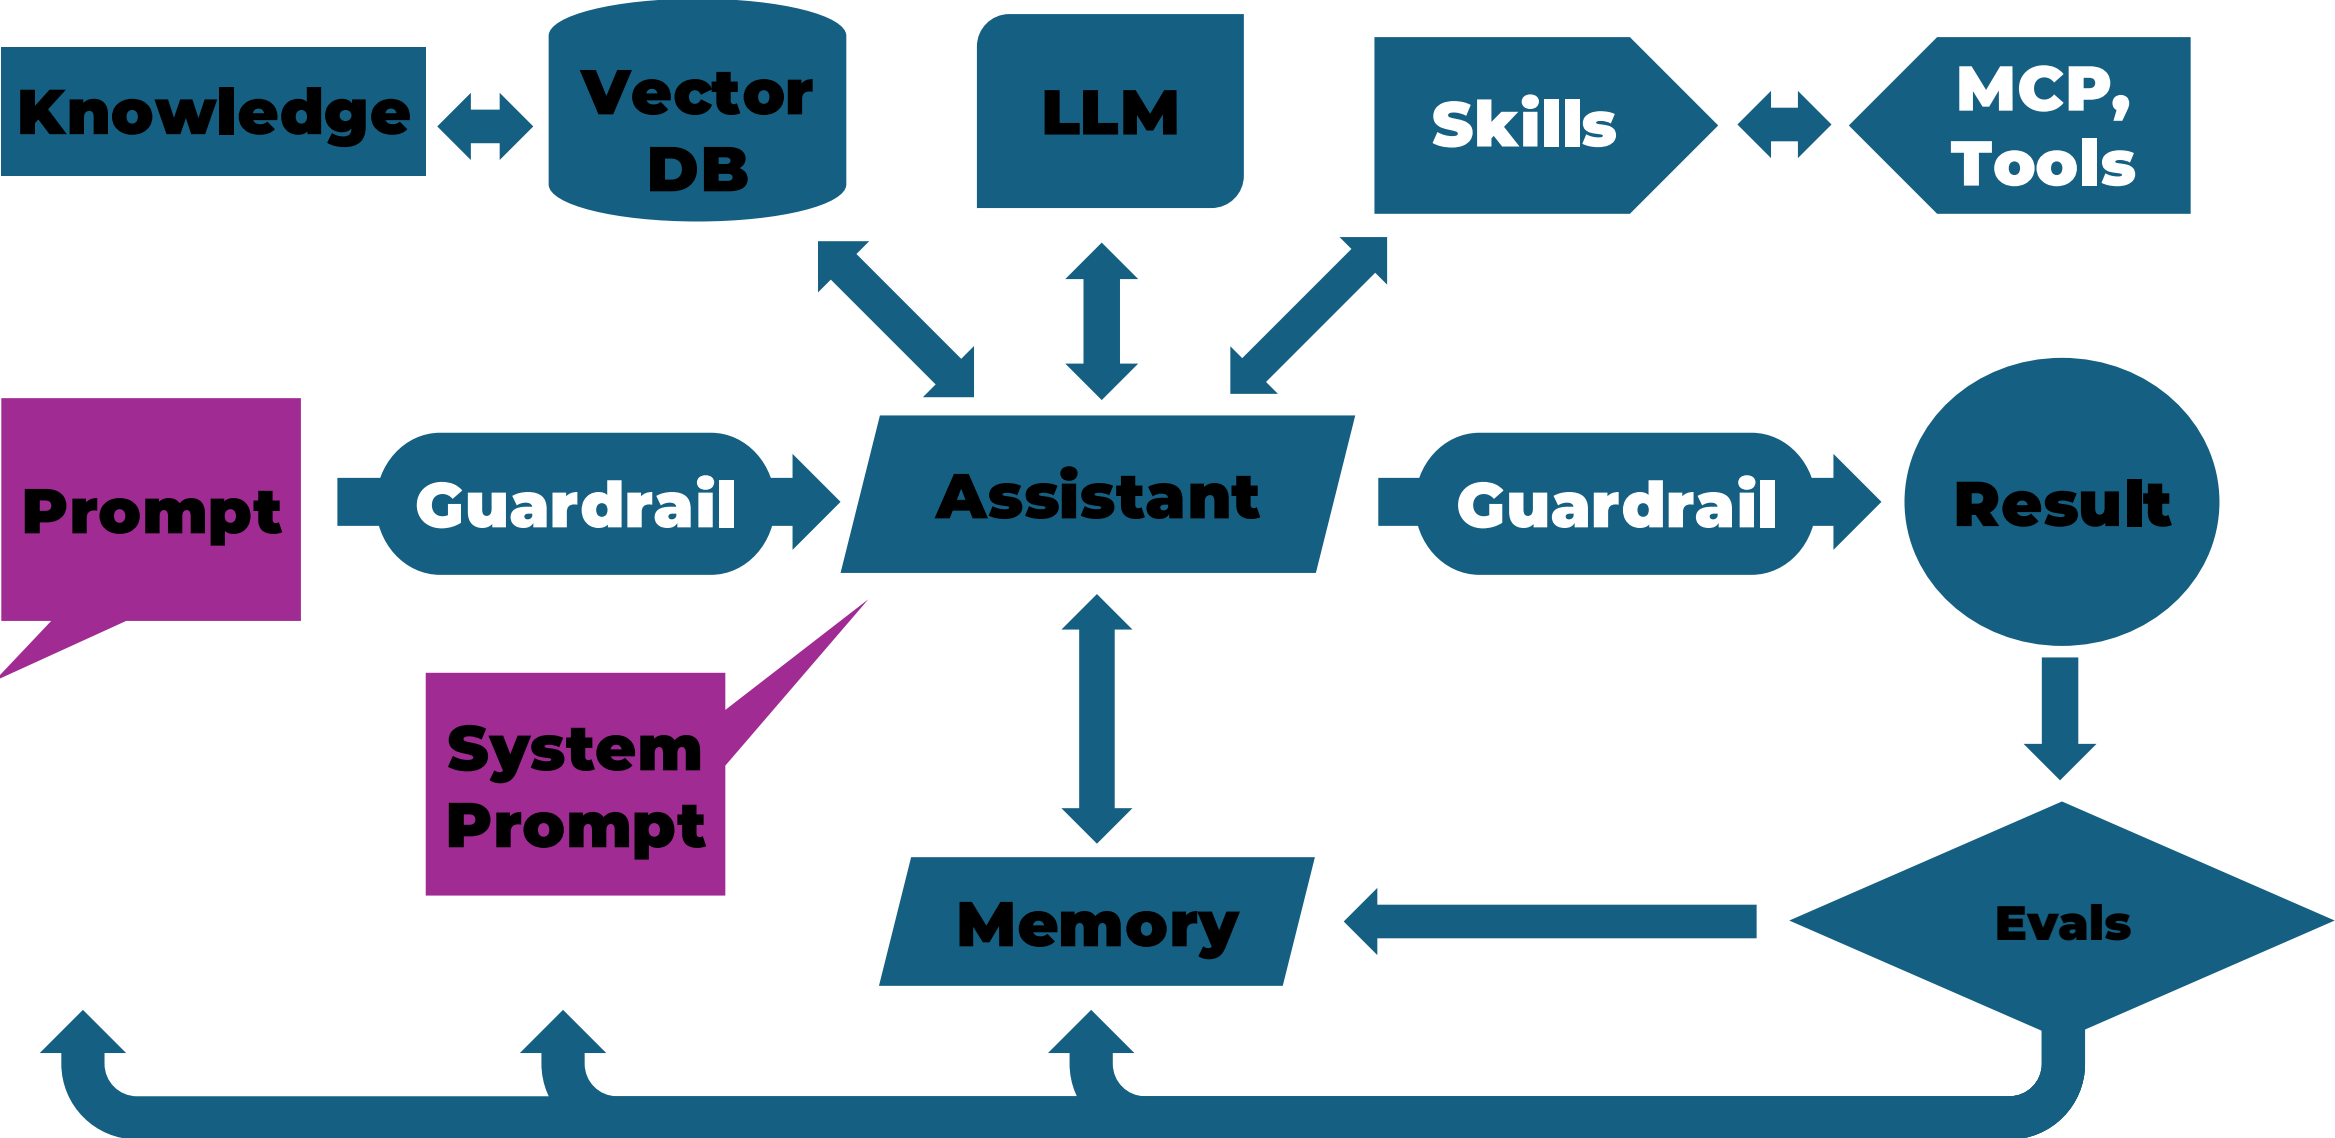 Knowledge
Vector
DB
LLM
Skills
MCP,
Tools
Prompt
Guardrail
Assistant
Guardrail
Result
System
Prompt
Memory
Evals